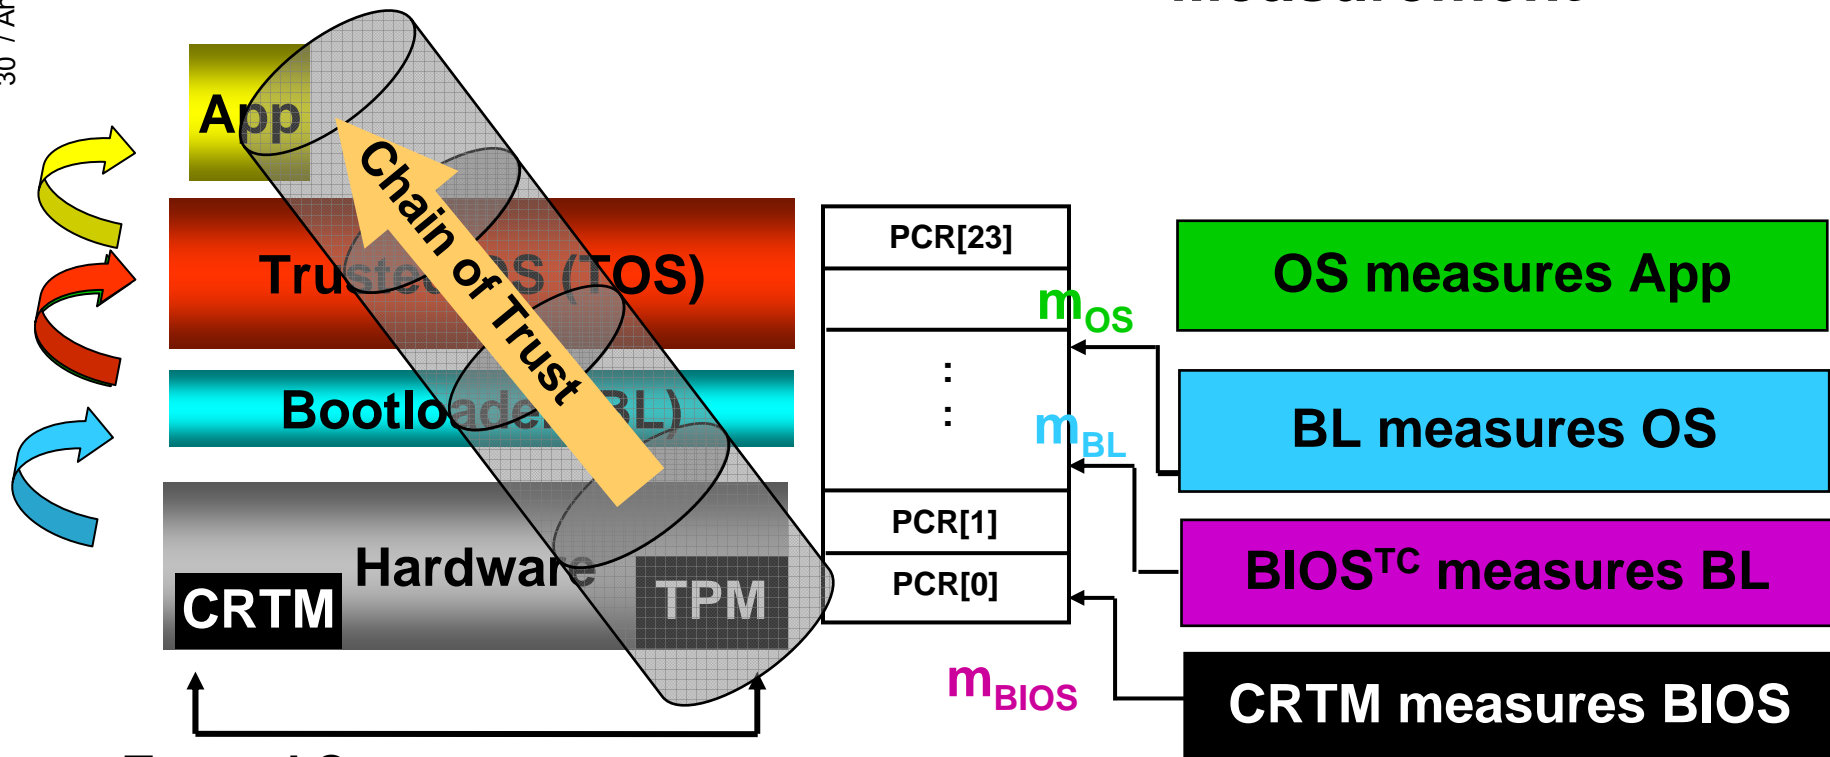 App
Chain of Trust
Trusted OS (TOS)
Bootloader (BL)
Hardware
CRTM
TPM
PCR[23]
:
:
PCR[1]
PCR[0]
mOS
mBL
mBIOS
OS measures App
BL measures OS
BIOSTC measures BL
CRTM measures BIOS